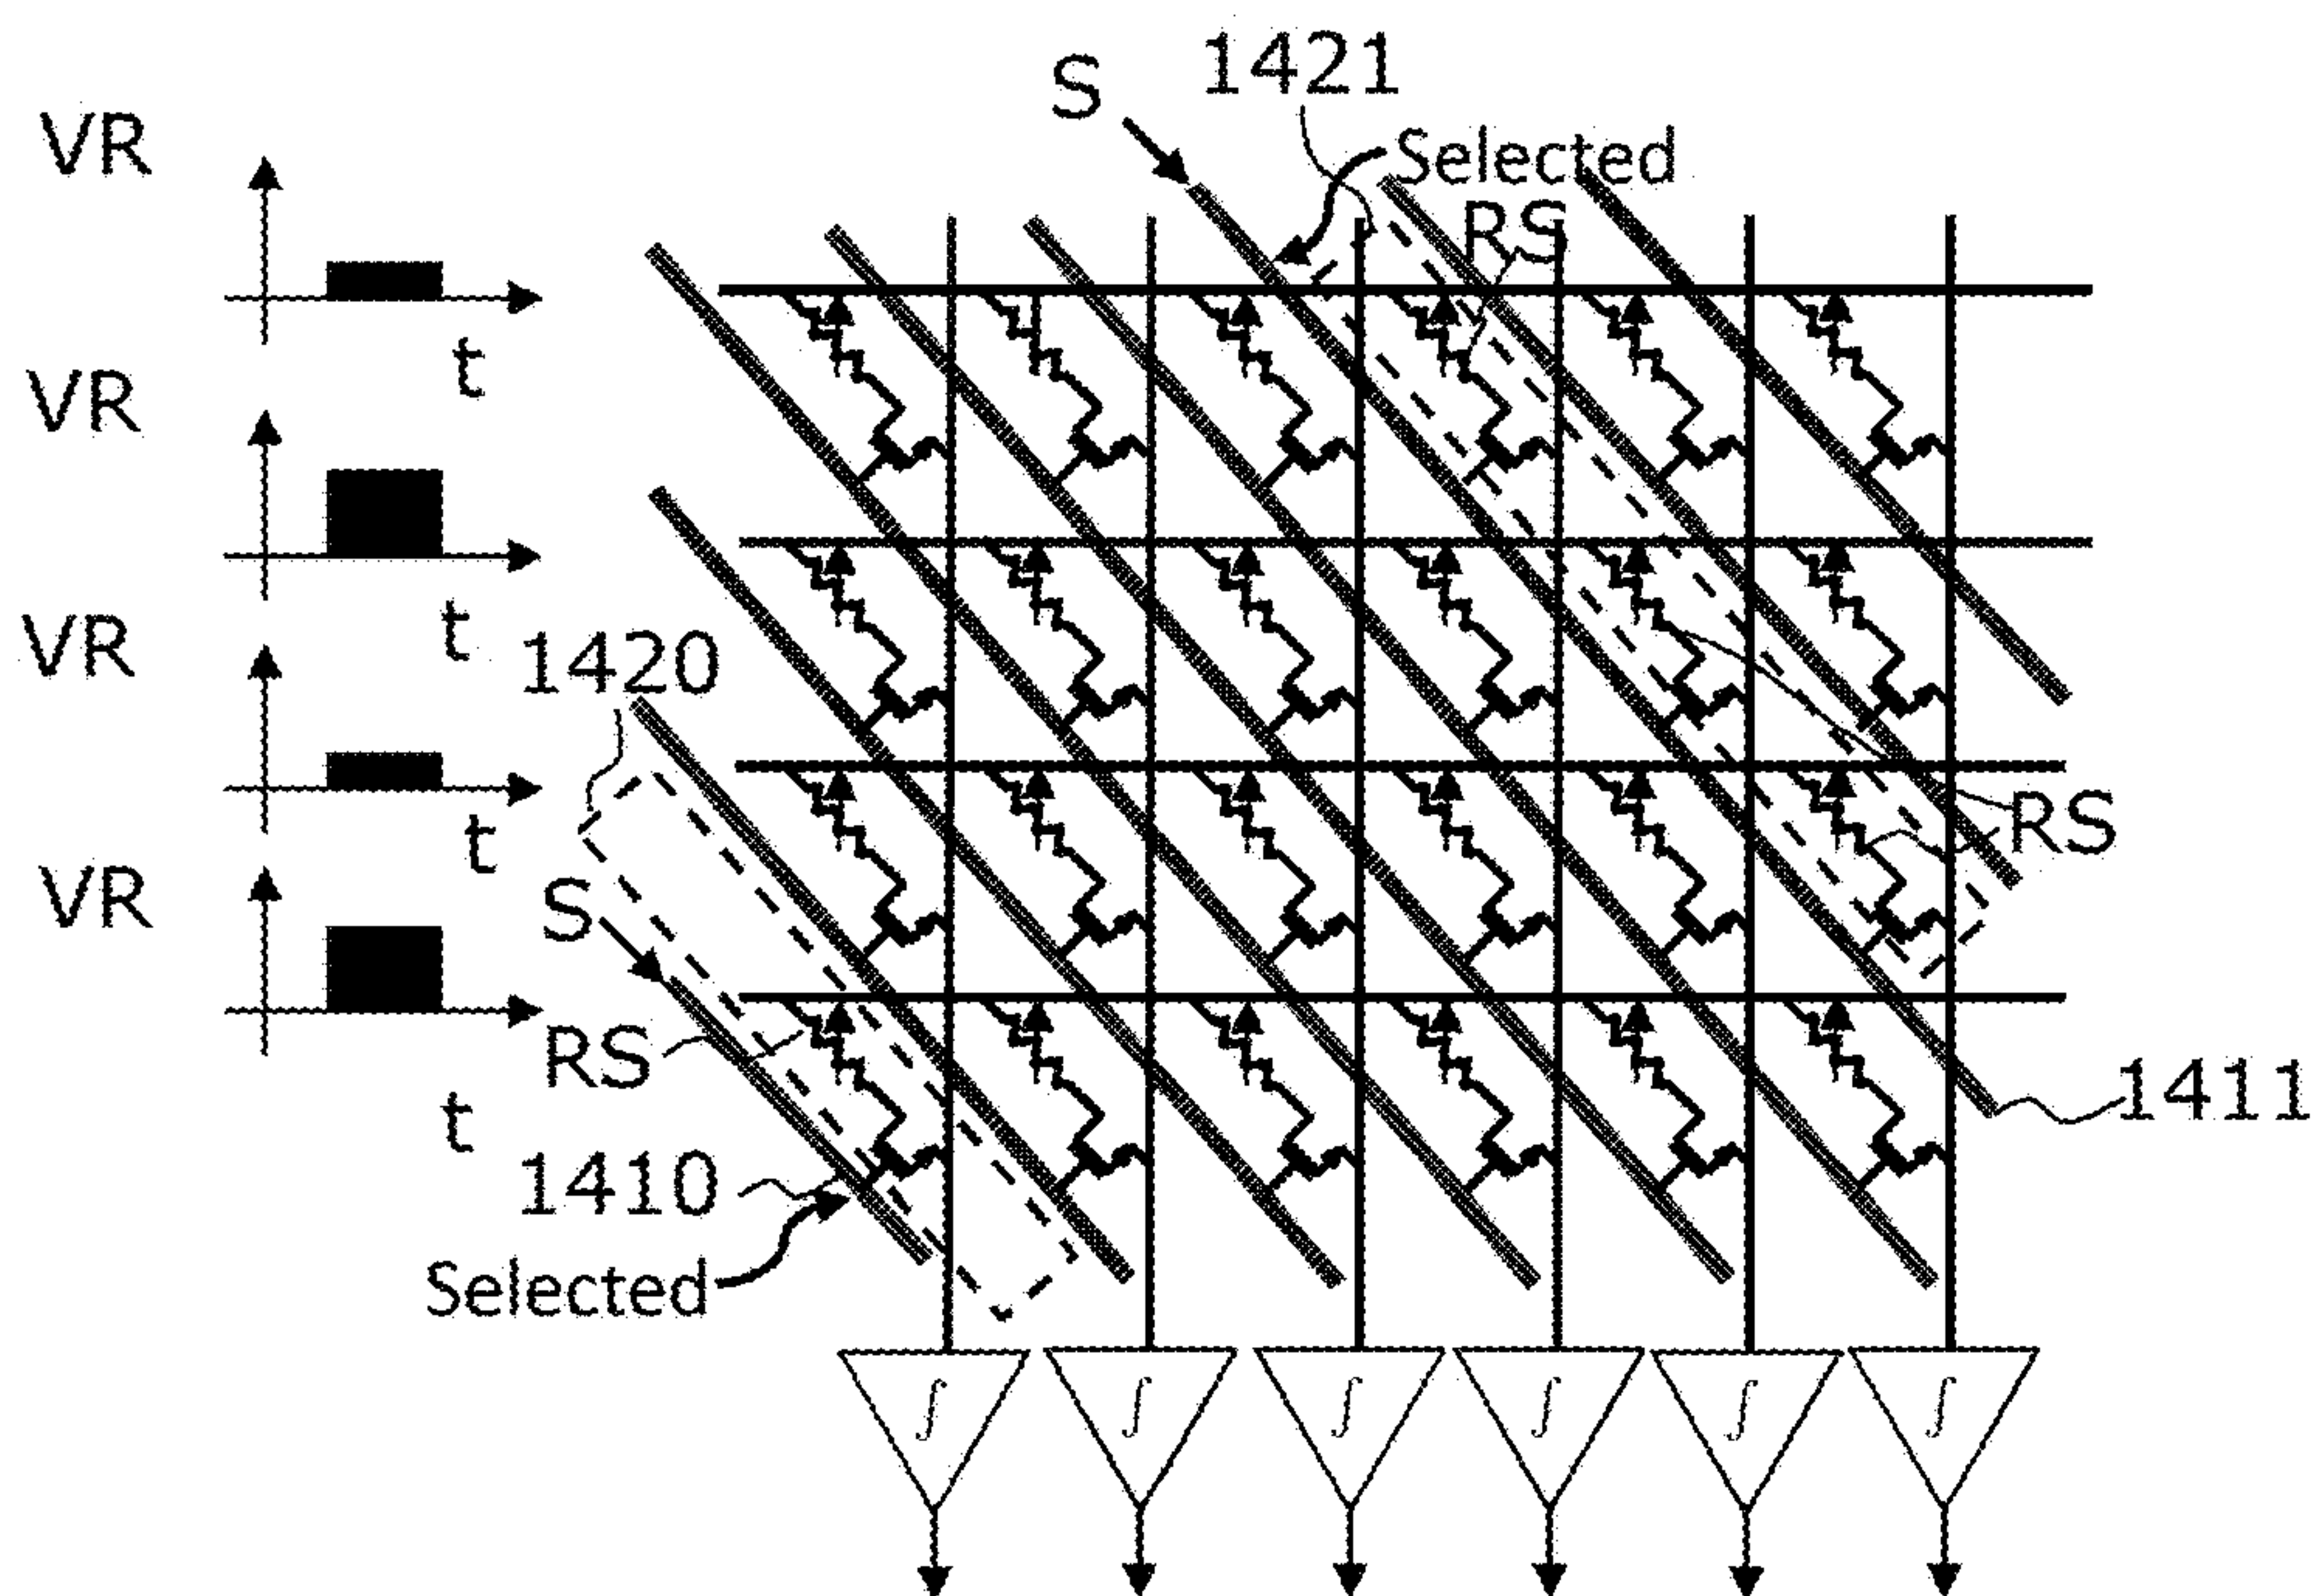 1421
S
VR
Selected
RS
t
VR
t
VR
1420
t
RS
VR
S
RS
t
1411
1410
Selected
∫ ∫ ∫ ∫ ∫ ∫